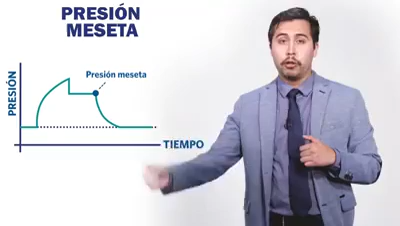 PRESIÓN
MESETA
Presión meseta
PRESIÓN
TIEMPO